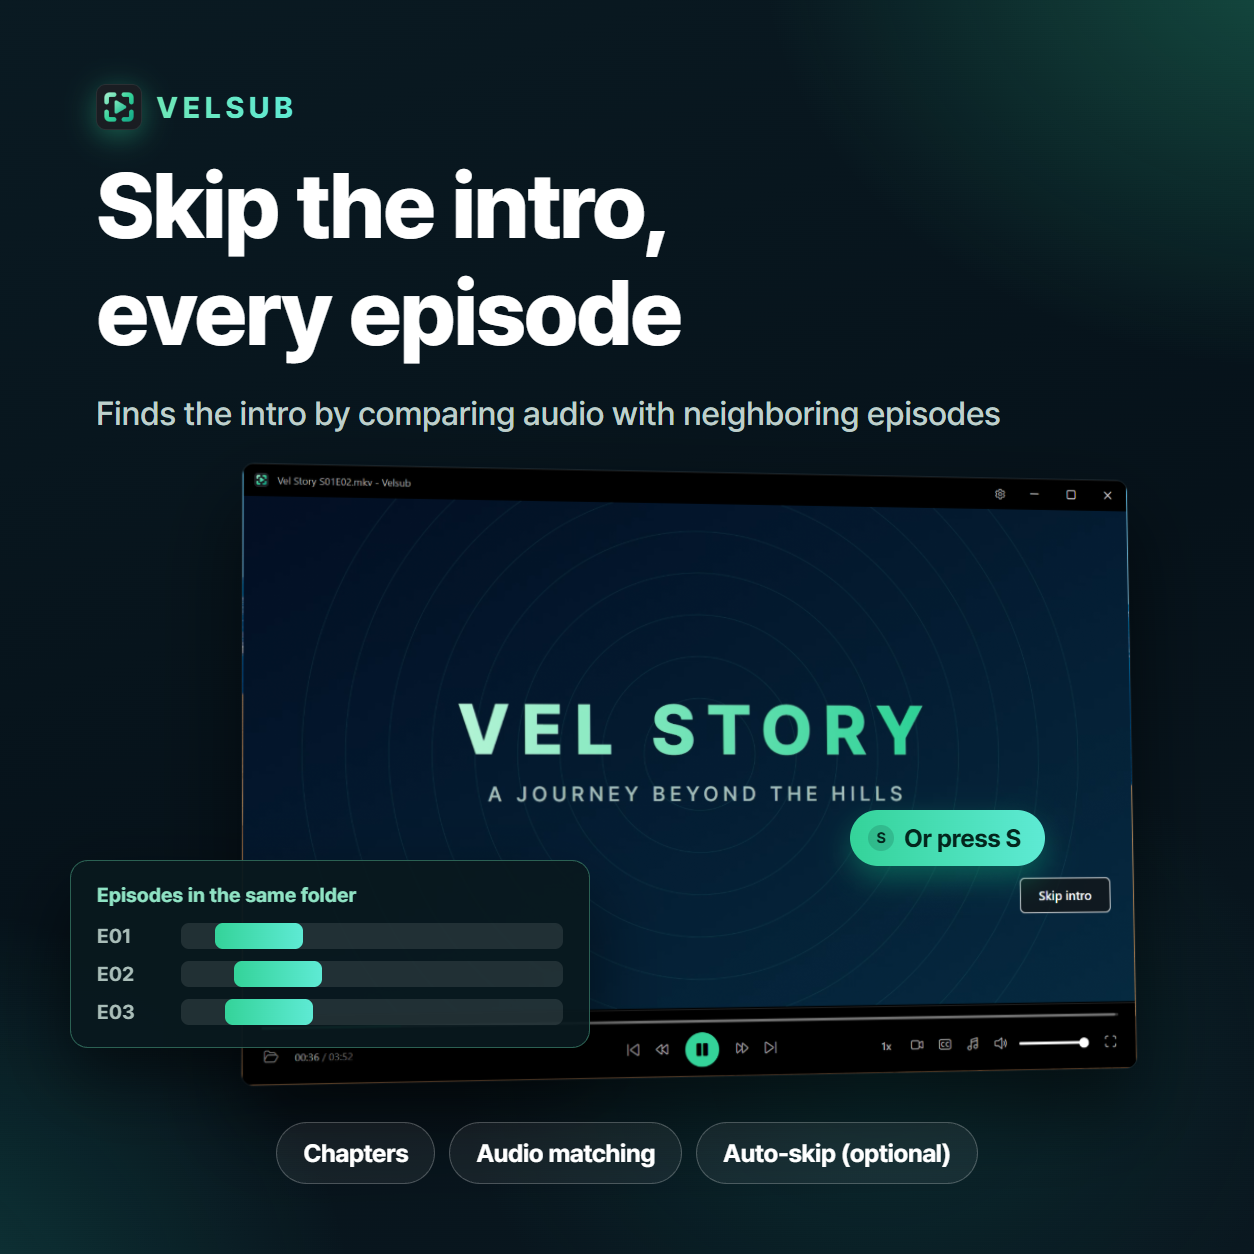 VELSUB
Skip the intro,
every episode
Finds the intro by comparing audio with neighboring episodes
Vel Story S01E02.mkv - Velsub
VEL STORY
A JOURNEY BEYOND THE HILLS
S Or press S
Skip intro
Episodes in the same folder
E01
E02
E03
00:36 / 03:52
1x
CC
Chapters
Audio matching
Auto-skip (optional)